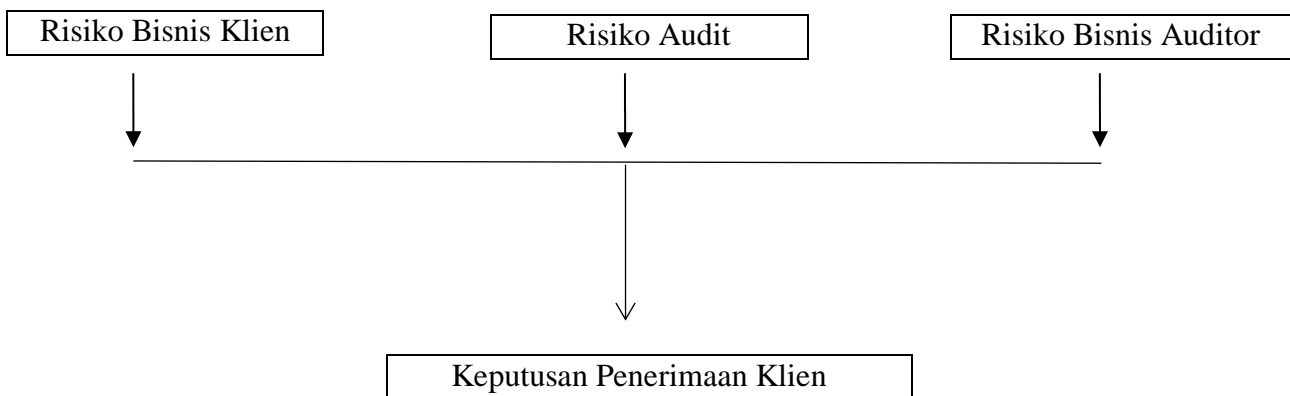 Risiko Bisnis Klien
Risiko Audit
Risiko Bisnis Auditor
Keputusan Penerimaan Klien